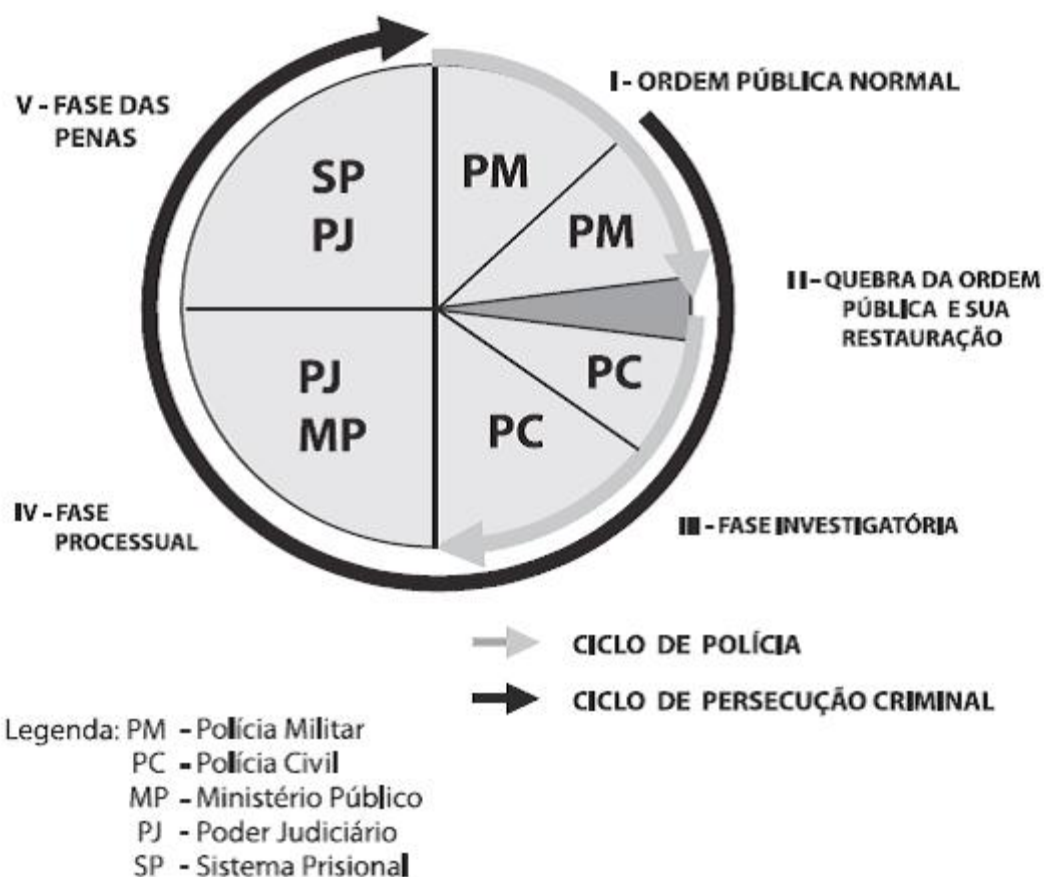 I - ORDEM PÚBLICA NORMAL
V - FASE DAS
PENAS
SP
PJ
PM
PM
II - QUEBRA DA ORDEM
PÚBLICA E SUA
RESTAURAÇÃO
PC
PC
PJ
MP
IV - FASE
PROCESSUAL
III - FASE INVESTIGATÓRIA
CICLO DE POLÍCIA
CICLO DE PERSECUÇÃO CRIMINAL
Legenda: PM - Polícia Militar
PC - Polícia Civil
MP - Ministério Público
PJ - Poder Judiciário
SP - Sistema Prisional